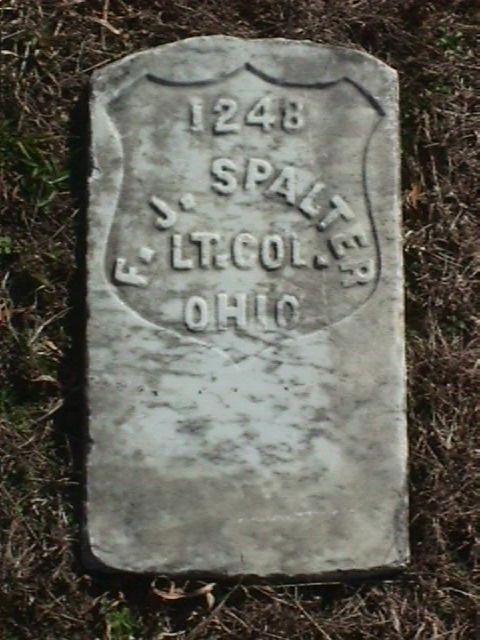 1248
F. J. SPALTER
LT. COL.
OHIO